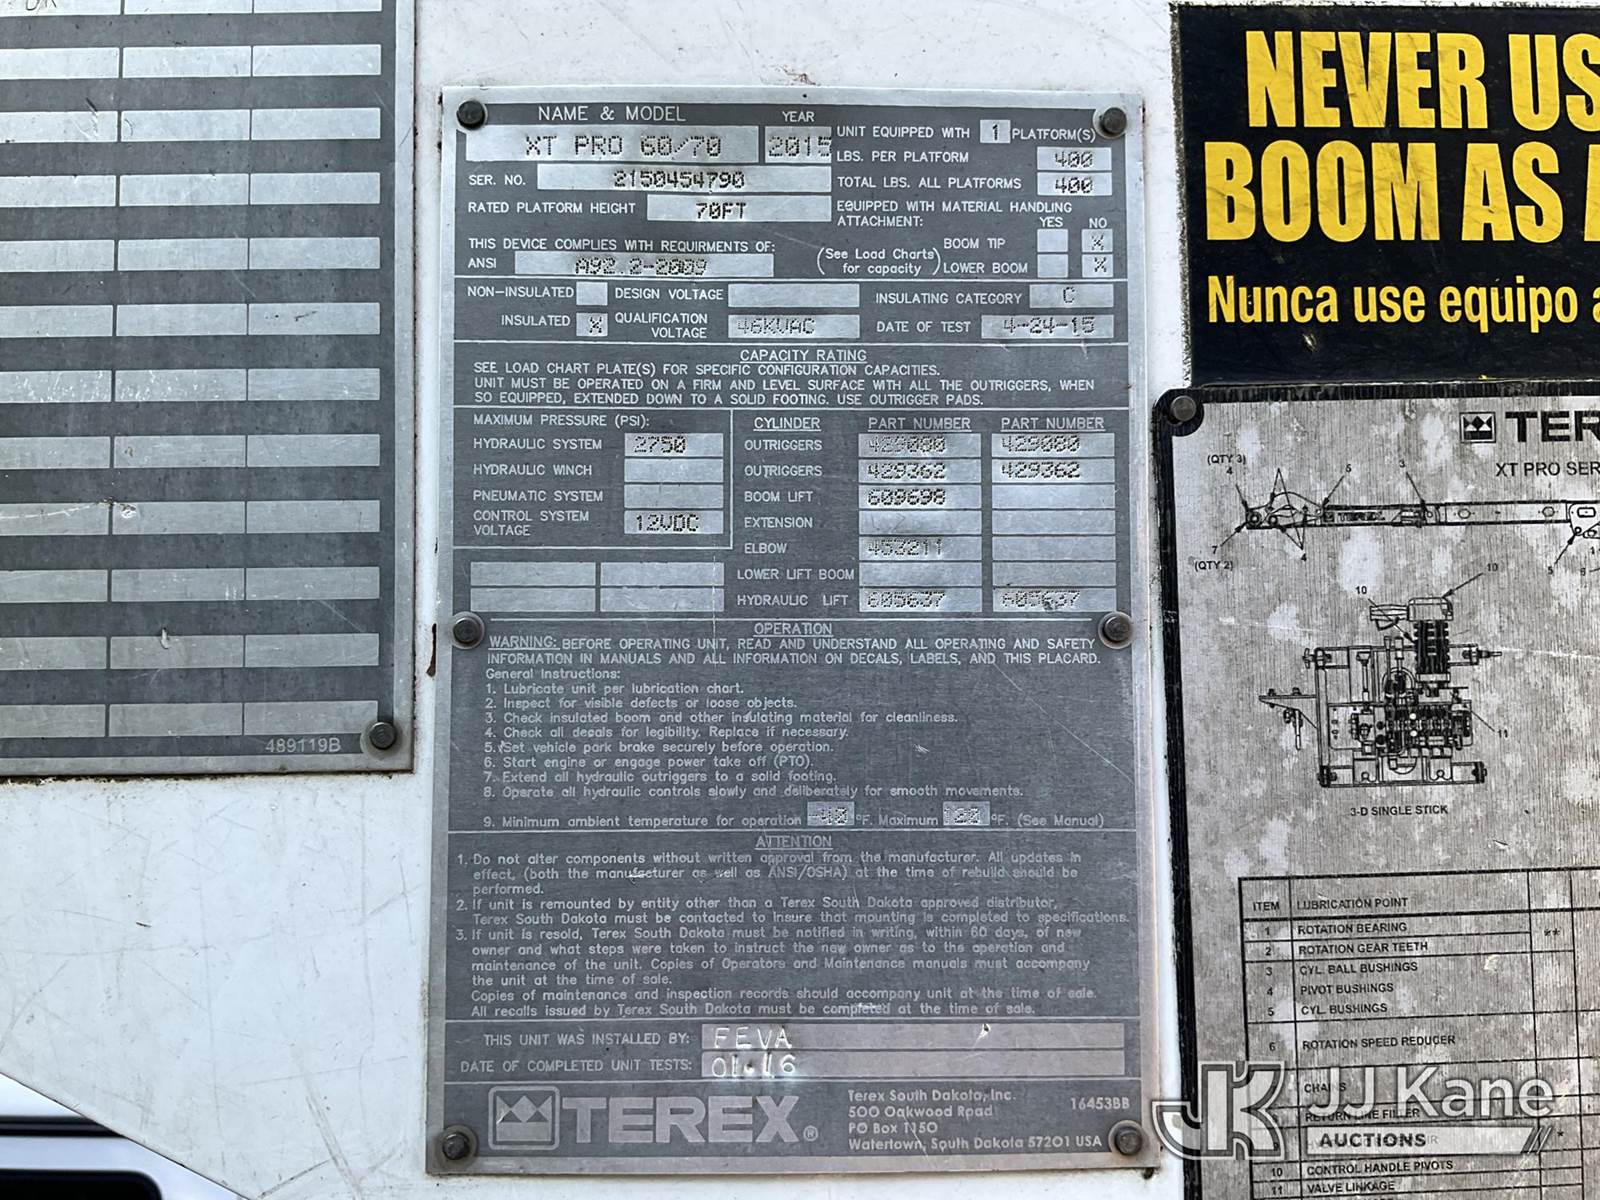 489119B
NAME & MODEL YEAR
XT PRO 60/70 2015
SER. NO. 2150454790
RATED PLATFORM HEIGHT 70FT
THIS DEVICE COMPLIES WITH REQUIRMENTS OF:
ANSI A92.2-2009
UNIT EQUIPPED WITH 1 PLATFORM(S)
LBS. PER PLATFORM 400
TOTAL LBS. ALL PLATFORMS 400
EQUIPPED WITH MATERIAL HANDLING
ATTACHMENT: YES NO
(See Load Charts for capacity)
BOOM TIP X
LOWER BOOM X
NON-INSULATED DESIGN VOLTAGE INSULATING CATEGORY C
INSULATED X QUALIFICATION VOLTAGE 46KVAC DATE OF TEST 4-24-15
CAPACITY RATING
SEE LOAD CHART PLATE(S) FOR SPECIFIC CONFIGURATION CAPACITIES.
UNIT MUST BE OPERATED ON A FIRM AND LEVEL SURFACE WITH ALL THE OUTRIGGERS, WHEN
SO EQUIPPED, EXTENDED DOWN TO A SOLID FOOTING. USE OUTRIGGER PADS.
MAXIMUM PRESSURE (PSI):
HYDRAULIC SYSTEM 2750
HYDRAULIC WINCH
PNEUMATIC SYSTEM
CONTROL SYSTEM
VOLTAGE 12VDC
CYLINDER PART NUMBER PART NUMBER
OUTRIGGERS 429080 429080
OUTRIGGERS 429362 429362
BOOM LIFT 609698
EXTENSION
ELBOW 453211
LOWER LIFT BOOM
HYDRAULIC LIFT 605637 605637
OPERATION
WARNING: BEFORE OPERATING UNIT, READ AND UNDERSTAND ALL OPERATING AND SAFETY
INFORMATION IN MANUALS AND ALL INFORMATION ON DECALS, LABELS, AND THIS PLACARD.
General Instructions:
1. Lubricate unit per lubrication chart.
2. Inspect for visible defects or loose objects.
3. Check insulated boom and other insulating material for cleanliness.
4. Check all decals for legibility. Replace if necessary.
5. Set vehicle park brake securely before operation.
6. Start engine or engage power take off (PTO).
7. Extend all hydraulic outriggers to a solid footing.
8. Operate all hydraulic controls slowly and deliberately for smooth movements.
9. Minimum ambient temperature for operation -40 °F. Maximum °F. (See Manual)
ATTENTION
1. Do not alter components without written approval from the manufacturer. All updates in
effect, (both the manufacturer as well as ANSI/OSHA) at the time of rebuild should be
performed.
2. If unit is remounted by entity other than a Terex South Dakota approved distributor,
Terex South Dakota must be contacted to insure that mounting is completed to specifications.
3. If unit is resold, Terex South Dakota must be notified in writing, within 60 days, of new
owner and what steps were taken to instruct the new owner as to the operation and
maintenance of the unit. Copies of Operators and Maintenance manuals must accompany
the unit at the time of sale.
Copies of maintenance and inspection records should accompany unit at the time of sale.
All recalls issued by Terex South Dakota must be completed at the time of sale.
THIS UNIT WAS INSTALLED BY: FEVA
DATE OF COMPLETED UNIT TESTS: 01.16
TEREX®
Terex South Dakota, Inc.
500 Oakwood Road
PO Box 1150
Watertown, South Dakota 57201 USA
16453BB
NEVER US
BOOM AS A
Nunca use equipo a
TER
XT PRO SER
(QTY 3)
4 5 3
TEREX
7
(QTY 2)
4 5
10 10
11
3-D SINGLE STICK
ITEM LUBRICATION POINT
1 ROTATION BEARING **
2 ROTATION GEAR TEETH
3 CYL. BALL BUSHINGS
4 PIVOT BUSHINGS
5 CYL. BUSHINGS
6 ROTATION SPEED REDUCER
CHAINS
8 RETURN LINE FILTER
10 CONTROL HANDLE PIVOTS
11 VALVE LINKAGE
JK JJ Kane
AUCTIONS